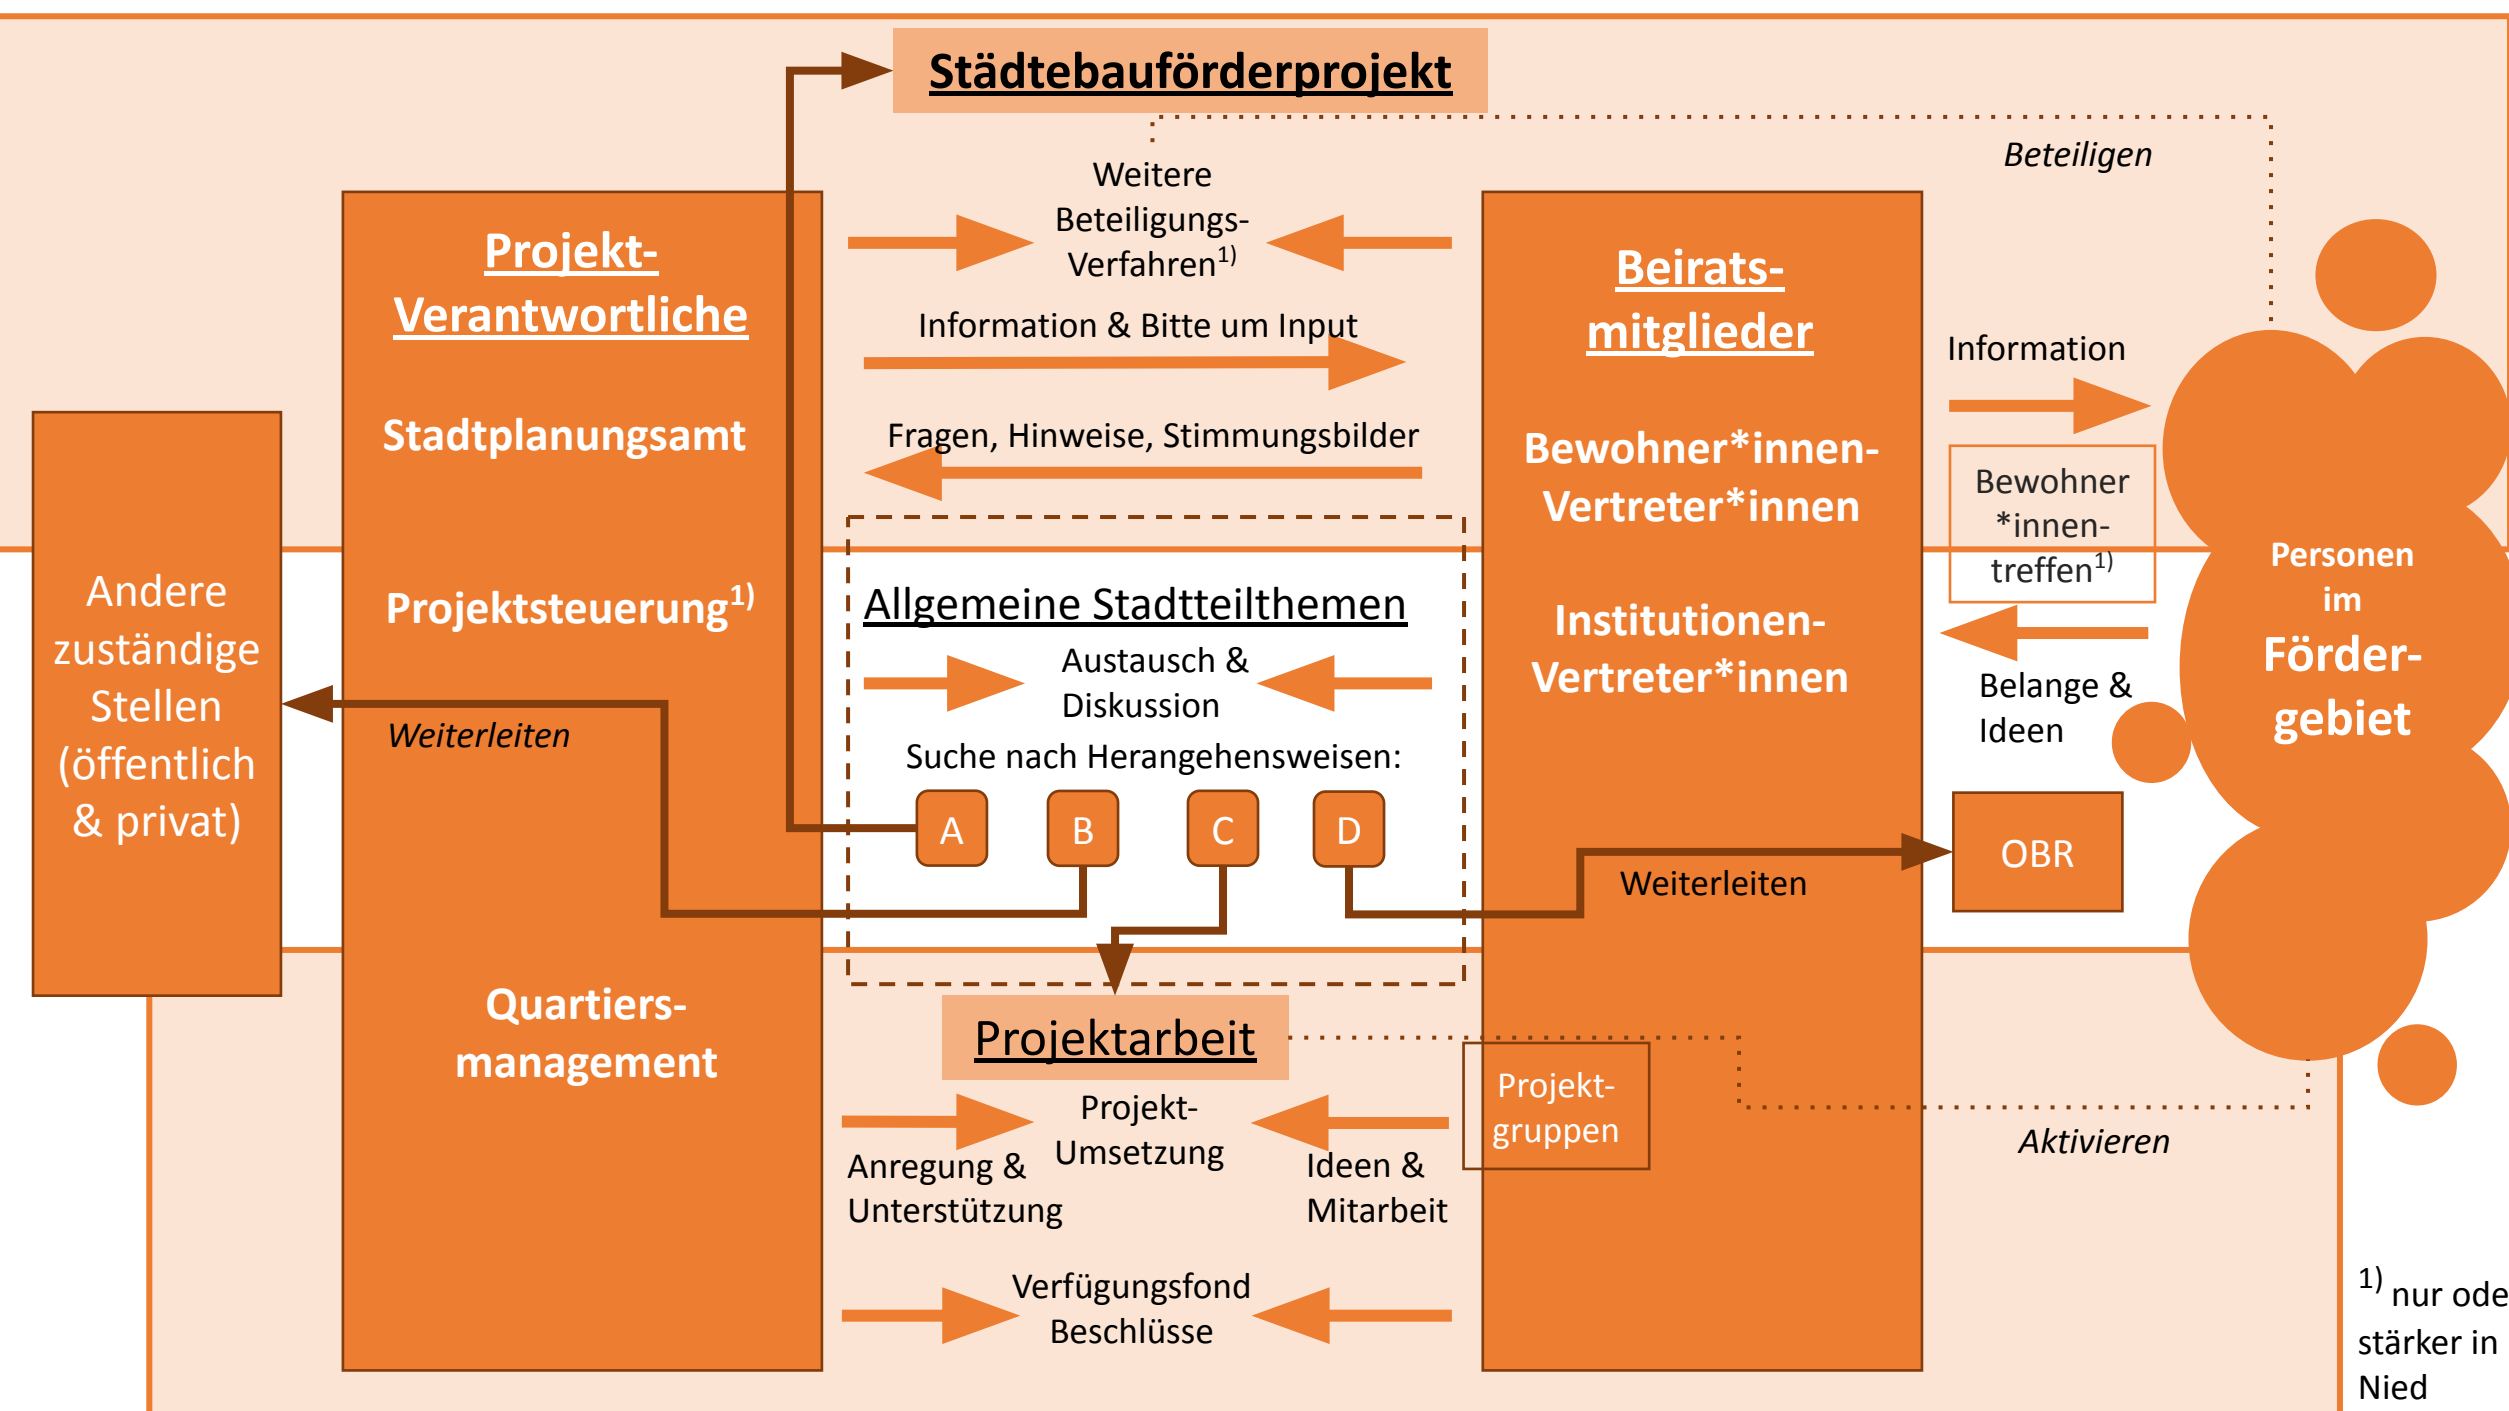 Städtebauförderprojekt
Beteiligen
Weitere
Beteiligungs-
Verfahren1)
Projekt-
Verantwortliche
Stadtplanungsamt
Projektsteuerung1)
Quartiers-
management
Information & Bitte um Input
Fragen, Hinweise, Stimmungsbilder
Beirats-
mitglieder
Bewohner*innen-
Vertreter*innen
Institutionen-
Vertreter*innen
Information
Bewohner
*innen-
treffen1)
Belange &
Ideen
Personen
im
Förder-
gebiet
Andere
zuständige
Stellen
(öffentlich
& privat)
Weiterleiten
Allgemeine Stadtteilthemen
Austausch &
Diskussion
Suche nach Herangehensweisen:
A B C D
Weiterleiten
OBR
Projektarbeit
Projekt-
Umsetzung
Anregung &
Unterstützung
Ideen &
Mitarbeit
Projekt-
gruppen
Aktivieren
Verfügungsfond
Beschlüsse
1) nur ode
stärker in
Nied